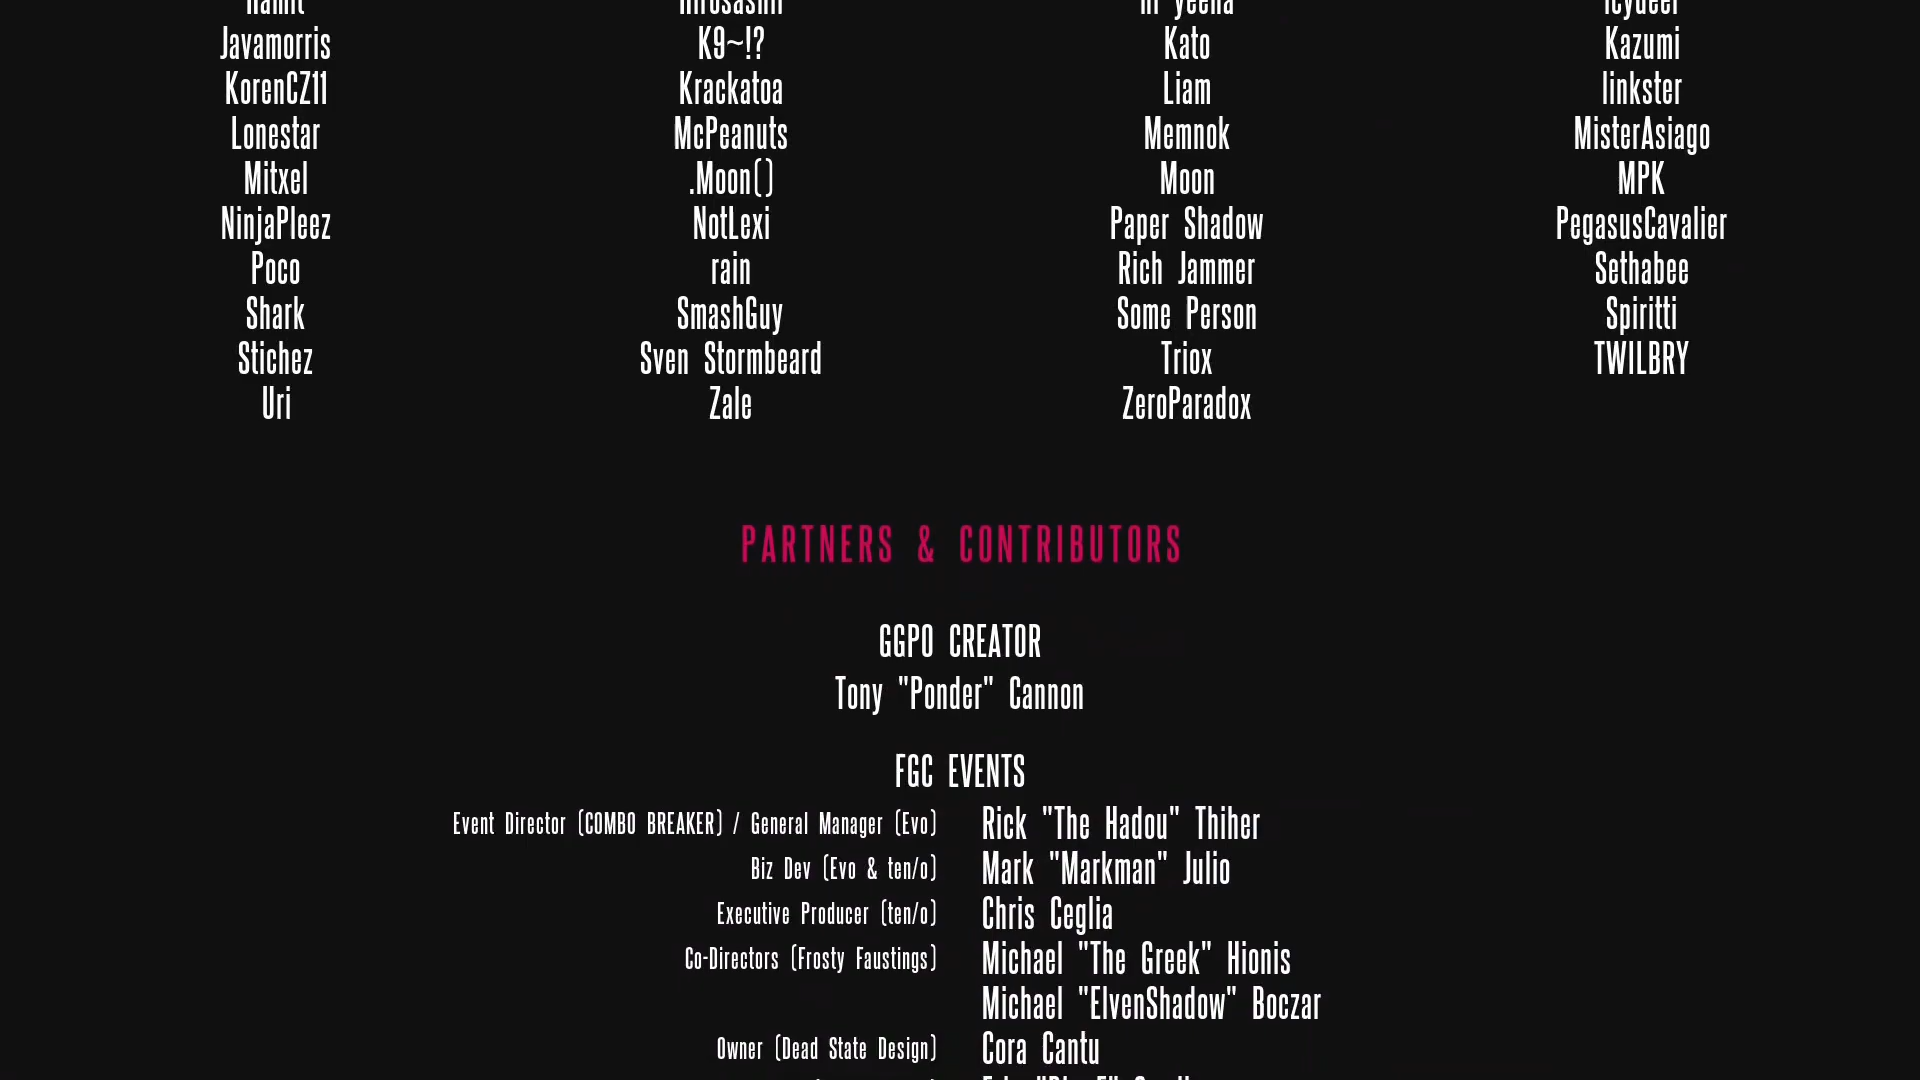 Javamorris K9~!? Kato Kazumi
KorenCZ11 Krackatoa Liam linkster
Lonestar McPeanuts Memnok MisterAsiago
Mitxel .Moon() Moon MPK
NinjaPleez NotLexi Paper Shadow PegasusCavalier
Poco rain Rich Jammer Sethabee
Shark SmashGuy Some Person Spiritti
Stichez Sven Stormbeard Triox TWILBRY
Uri Zale ZeroParadox
PARTNERS & CONTRIBUTORS
GGPO CREATOR
Tony "Ponder" Cannon
FGC EVENTS
Event Director (COMBO BREAKER) / General Manager (Evo) Rick "The Hadou" Thiher
Biz Dev (Evo & ten/o) Mark "Markman" Julio
Executive Producer (ten/o) Chris Ceglia
Co-Directors (Frosty Faustings) Michael "The Greek" Hionis
Michael "ElvenShadow" Boczar
Owner (Dead State Design) Cora Cantu